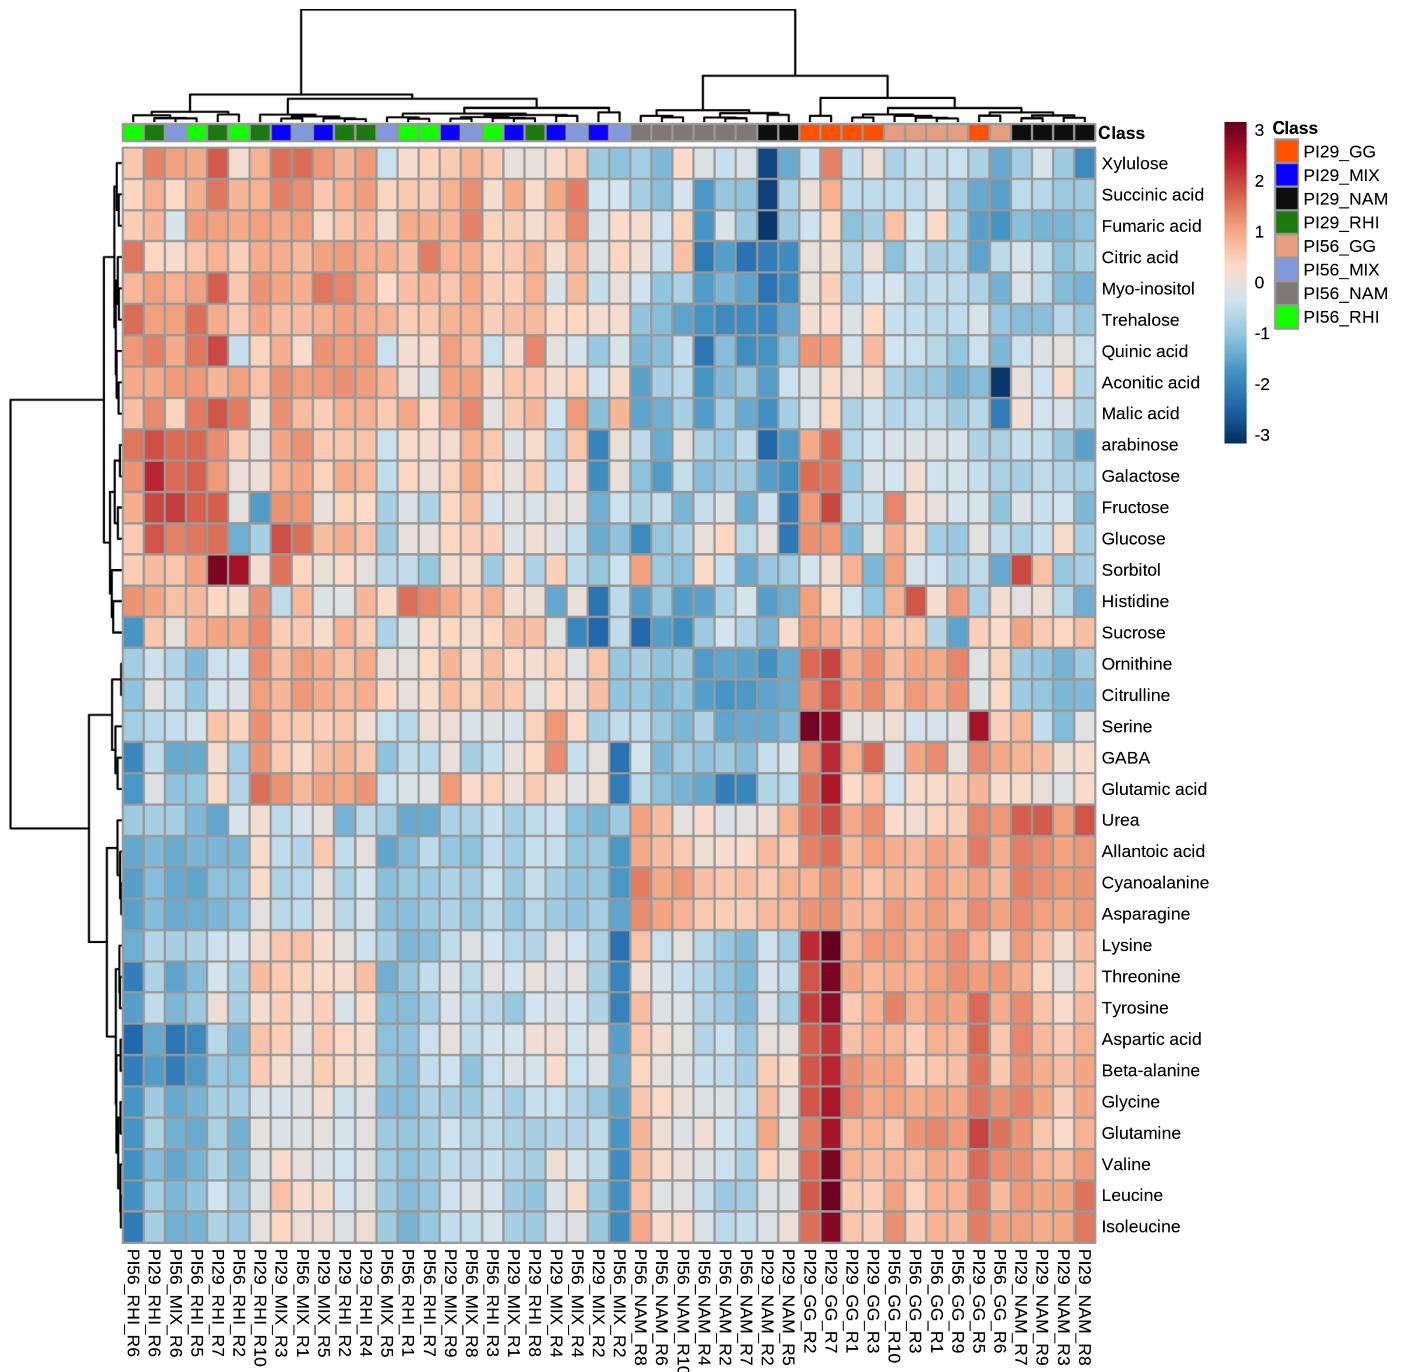 Class
Xylulose
Succinic acid
Fumaric acid
Citric acid
Myo-inositol
Trehalose
Quinic acid
Aconitic acid
Malic acid
arabinose
Galactose
Fructose
Glucose
Sorbitol
Histidine
Sucrose
Ornithine
Citrulline
Serine
GABA
Glutamic acid
Urea
Allantoic acid
Cyanoalanine
Asparagine
Lysine
Threonine
Tyrosine
Aspartic acid
Beta-alanine
Glycine
Glutamine
Valine
Leucine
Isoleucine
3
2
1
0
-1
-2
-3
Class
PI29_GG
PI29_MIX
PI29_NAM
PI29_RHI
PI56_GG
PI56_MIX
PI56_NAM
PI56_RHI
PI56_RHI_R6
PI29_RHI_R6
PI56_MIX_R6
PI56_RHI_R5
PI29_RHI_R7
PI56_RHI_R2
PI29_RHI_R10
PI29_MIX_R3
PI29_MIX_R1
PI29_MIX_R5
PI29_RHI_R2
PI29_RHI_R4
PI56_MIX_R5
PI56_RHI_R1
PI56_RHI_R7
PI29_MIX_R9
PI56_MIX_R8
PI56_RHI_R3
PI29_MIX_R1
PI29_RHI_R8
PI29_MIX_R4
PI56_MIX_R4
PI29_MIX_R2
PI56_MIX_R2
PI56_NAM_R8
PI56_NAM_R6
PI56_NAM_R10
PI56_NAM_R4
PI56_NAM_R2
PI56_NAM_R7
PI29_NAM_R2
PI29_NAM_R5
PI29_GG_R2
PI29_GG_R7
PI29_GG_R1
PI29_GG_R3
PI56_GG_R10
PI56_GG_R3
PI56_GG_R1
PI56_GG_R9
PI29_GG_R5
PI56_GG_R6
PI29_NAM_R7
PI29_NAM_R9
PI29_NAM_R3
PI29_NAM_R8